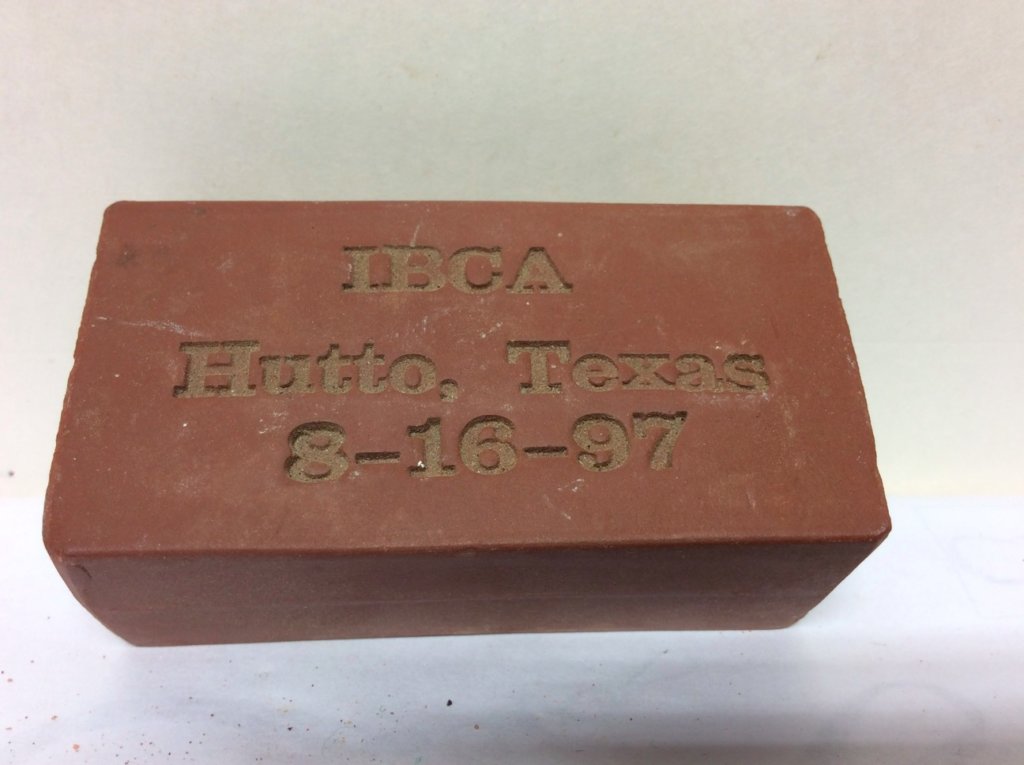 IBCA
Hutto, Texas
8-16-97